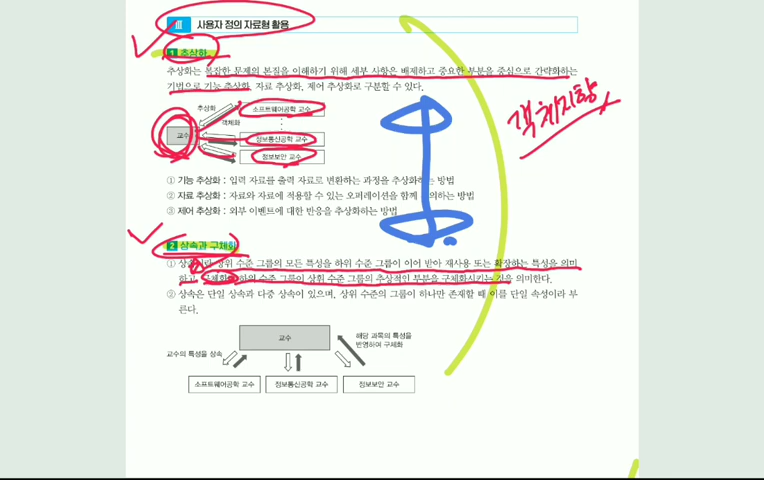 Ⅲ 사용자 정의 자료형 활용
1 추상화
추상화는 복잡한 문제의 본질을 이해하기 위해 세부 사항을 배제하고 중요한 부분을 중심으로 간략화하는
기법으로 기능 추상화, 자료 추상화, 제어 추상화로 구분할 수 있다.
추상화
객체화
교수
소프트웨어공학 교수
정보통신공학 교수
정보보안 교수
객체지향
① 기능 추상화 : 입력 자료를 출력 자료로 변환하는 과정을 추상화하는 방법
② 자료 추상화 : 자료와 자료에 적용할 수 있는 오퍼레이션을 함께 정의하는 방법
③ 제어 추상화 : 외부 이벤트에 대한 반응을 추상화하는 방법
2 상속과 구체화
① 상속이란 상위 수준 그룹의 모든 특성을 하위 수준 그룹이 이어 받아 재사용 또는 확장하는 특성을 의미
하고 구체화는 하위 수준 그룹이 상위 수준 그룹의 추상적인 부분을 구체화시키는 것을 의미한다.
② 상속은 단일 상속과 다중 상속이 있으며, 상위 수준의 그룹이 하나만 존재할 때 이를 단일 속성이라 부
른다.
교수
해당 과목의 특성을
반영하여 구체화
교수의 특성을 상속
소프트웨어공학 교수
정보통신공학 교수
정보보안 교수